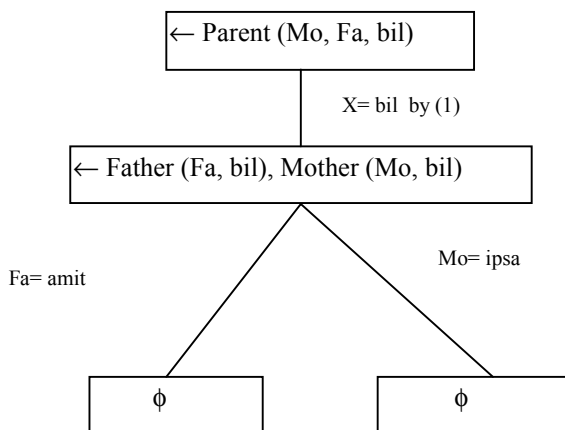 ← Parent (Mo, Fa, bil)
X= bil by (1)
← Father (Fa, bil), Mother (Mo, bil)
Mo= ipsa
Fa= amit
ϕ ϕ